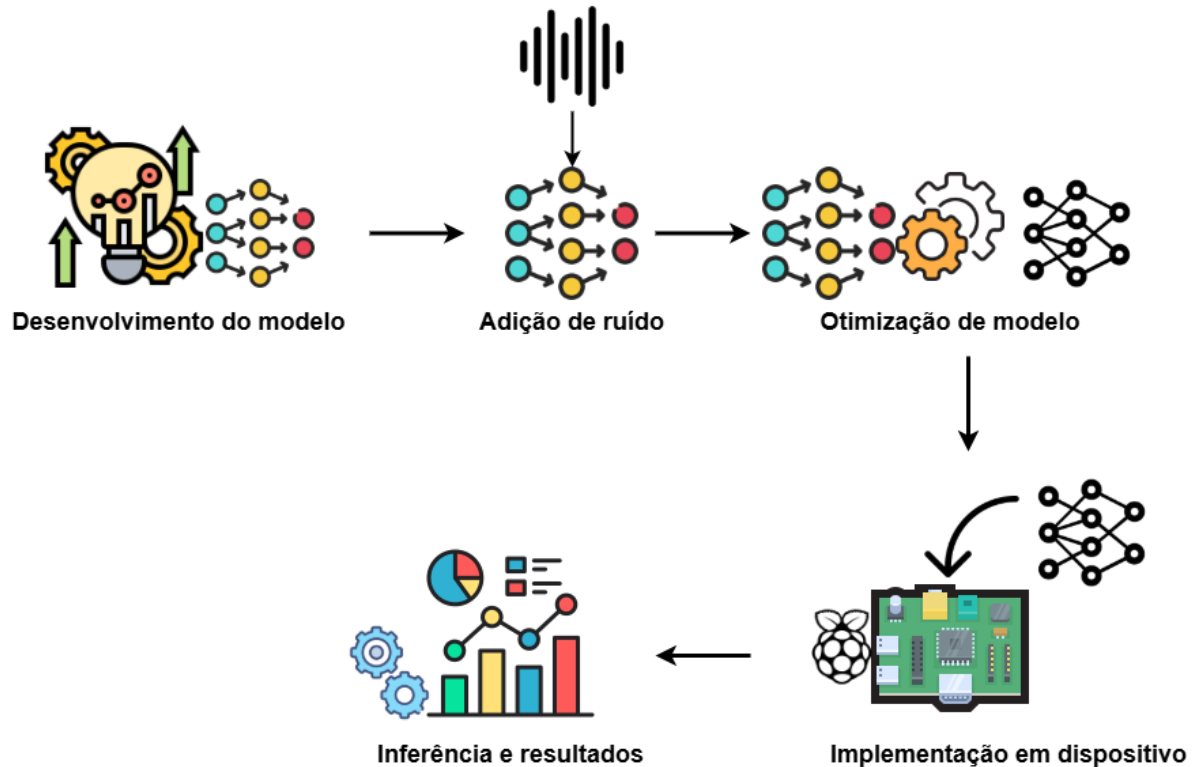 Desenvolvimento do modelo
Adição de ruído
Otimização de modelo
Inferência e resultados
Implementação em dispositivo